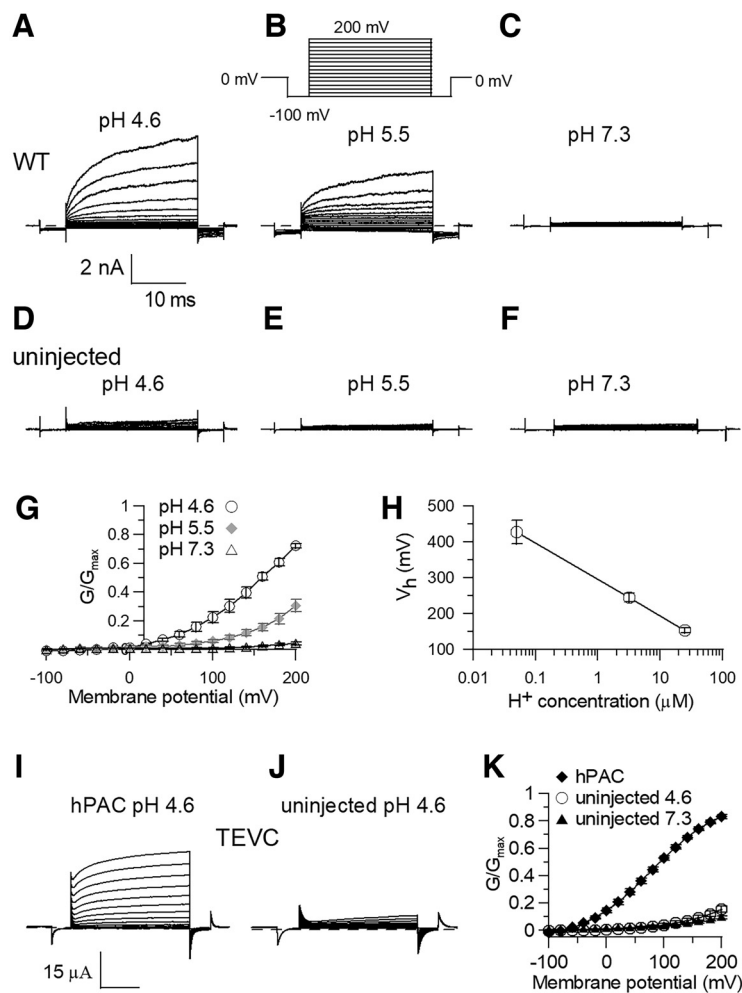 A
B
C
200 mV
0 mV
0 mV
-100 mV
pH 4.6
pH 5.5
pH 7.3
WT
2 nA
10 ms
D
E
F
uninjected
pH 4.6
pH 5.5
pH 7.3
G
1
0.8
0.6
0.4
0.2
G/Gmax
pH 4.6
pH 5.5
pH 7.3
-100
0
100
200
Membrane potential (mV)
H
500
400
300
200
100
Vh (mV)
0.01
0.1
1
10
100
H+ concentration (μM)
I
J
K
hPAC pH 4.6
uninjected pH 4.6
TEVC
15 μA
hPAC
uninjected 4.6
uninjected 7.3
1
0.8
0.6
0.4
0.2
0
G/Gmax
-100
0
100
200
Membrane potential (mV)